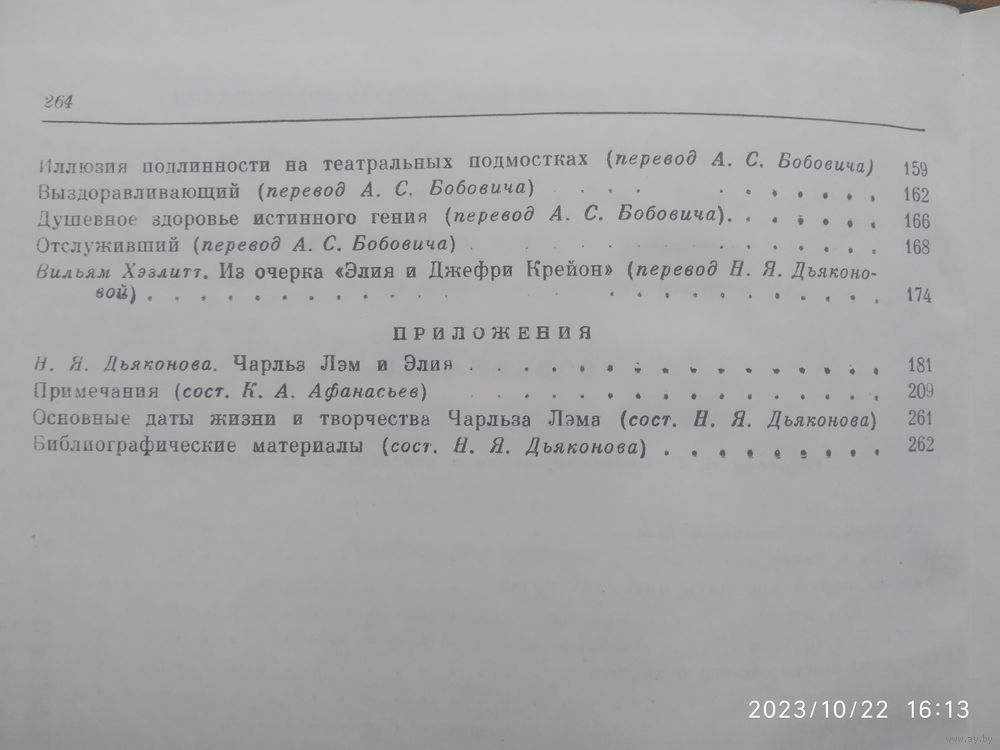 264
Иллюзия подлинности на театральных подмостках (перевод А. С. Бобовича) 159
Выздоравливающий (перевод А. С. Бобовича) . . . . . . . . . . 162
Душевное здоровье истинного гения (перевод А. С. Бобовича). . . . . . 166
Отслуживший (перевод А. С. Бобовича) . . . . . . . . . . . . 168
Вильям Хэзлитт. Из очерка «Элия и Джефри Крейон» (перевод Н. Я. Дьяконо-
вой) . . . . . . . . . . . . . . . . . . . . . 174
ПРИЛОЖЕНИЯ
Н. Я. Дьяконова. Чарльз Лэм и Элия . . . . . . . . . . . . . . . 181
Примечания (сост. К. А. Афанасьев) . . . . . . . . . . . . . . 209
Основные даты жизни и творчества Чарльза Лэма (сост. Н. Я. Дьяконова) 261
Библиографические материалы (сост. Н. Я. Дьяконова) . . . . . . . . . 262
2023/10/22 16:13
www.ay.by